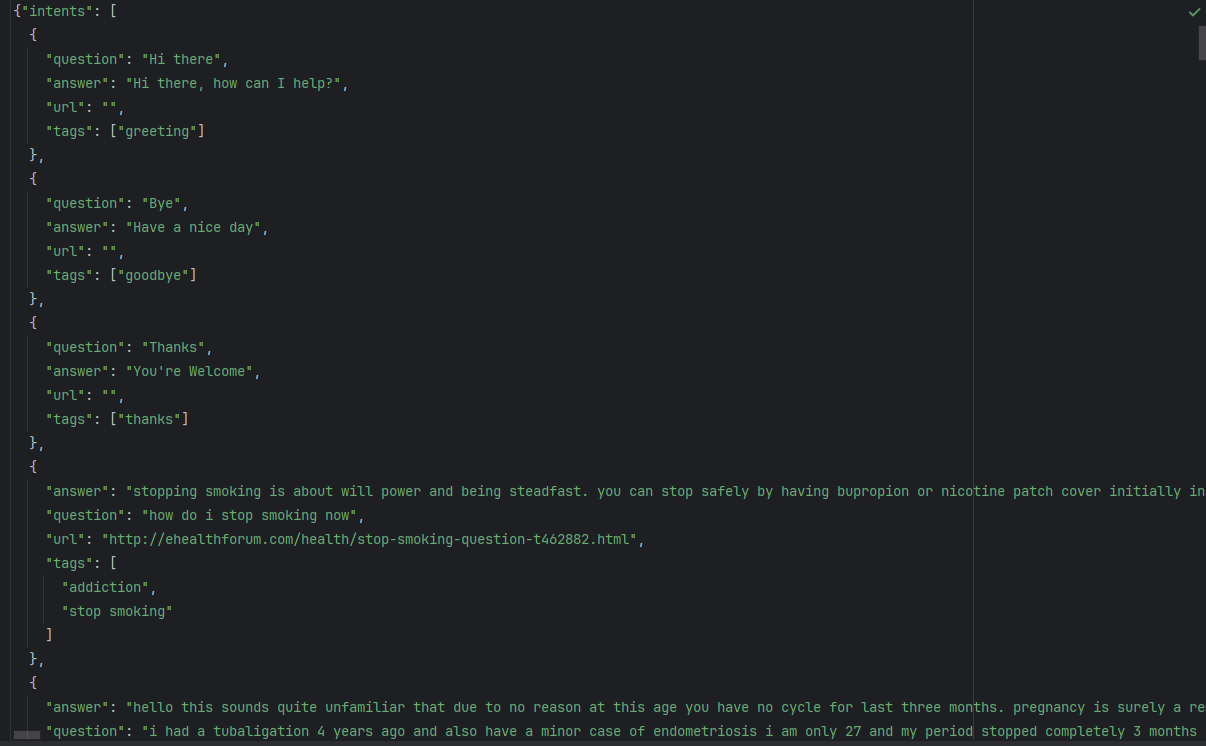 {"intents": [
{
"question": "Hi there",
"answer": "Hi there, how can I help?",
"url": "",
"tags": ["greeting"]
},
{
"question": "Bye",
"answer": "Have a nice day",
"url": "",
"tags": ["goodbye"]
},
{
"question": "Thanks",
"answer": "You're Welcome",
"url": "",
"tags": ["thanks"]
},
{
"answer": "stopping smoking is about will power and being steadfast. you can stop safely by having bupropion or nicotine patch cover initially in
"question": "how do i stop smoking now",
"url": "http://ehealthforum.com/health/stop-smoking-question-t462882.html",
"tags": [
"addiction",
"stop smoking"
]
},
{
"answer": "hello this sounds quite unfamiliar that due to no reason at this age you have no cycle for last three months. pregnancy is surely a re
"question": "i had a tubaligation 4 years ago and also have a minor case of endometriosis i am only 27 and my period stopped completely 3 months